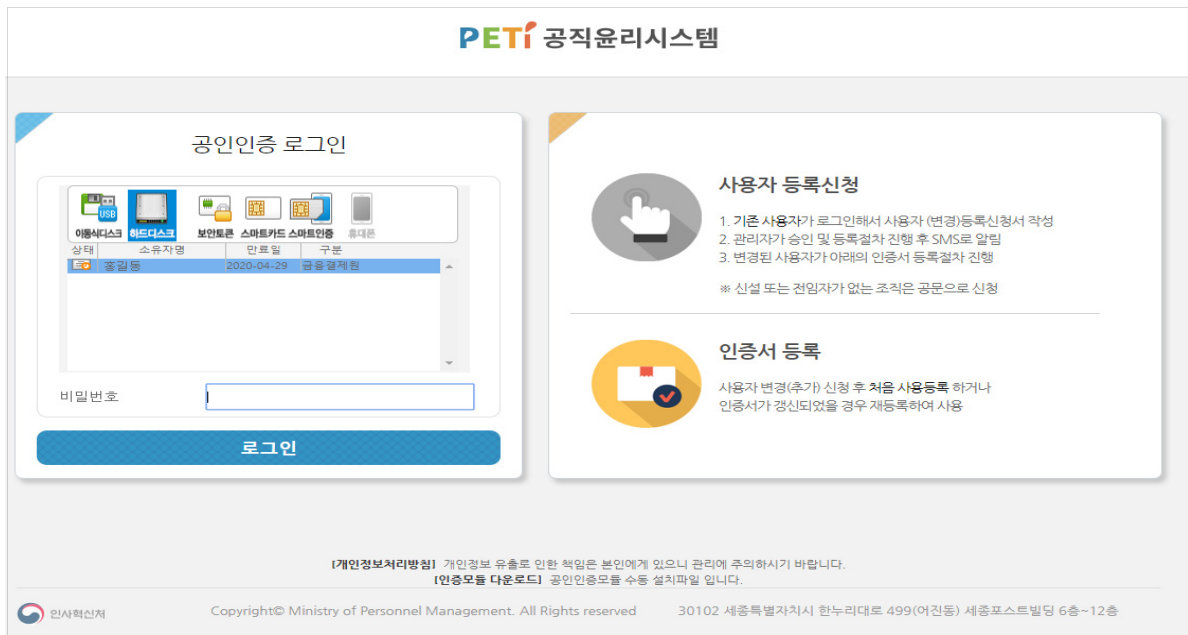 PETi 공직윤리시스템
공인인증 로그인
USB
이동식디스크 하드디스크 보안토큰 스마트카드 스마트인증 휴대폰
상태 소유자명 만료일 구분
홍길동 2020-04-29 금융결제원
비밀번호
로그인
사용자 등록신청
1. 기존 사용자가 로그인해서 사용자 (변경)등록신청서 작성
2. 관리자가 승인 및 등록절차 진행 후 SMS로 알림
3. 변경된 사용자가 아래의 인증서 등록절차 진행
※ 신설 또는 전임자가 없는 조직은 공문으로 신청
인증서 등록
사용자 변경(추가) 신청 후 처음 사용등록 하거나
인증서가 갱신되었을 경우 재등록하여 사용
[개인정보처리방침] 개인정보 유출로 인한 책임은 본인에게 있으니 관리에 주의하시기 바랍니다.
[인증모듈 다운로드] 공인인증모듈 수동 설치파일 입니다.
인사혁신처 Copyright© Ministry of Personnel Management. All Rights reserved 30102 세종특별자치시 한누리대로 499(어진동) 세종포스트빌딩 6층~12층